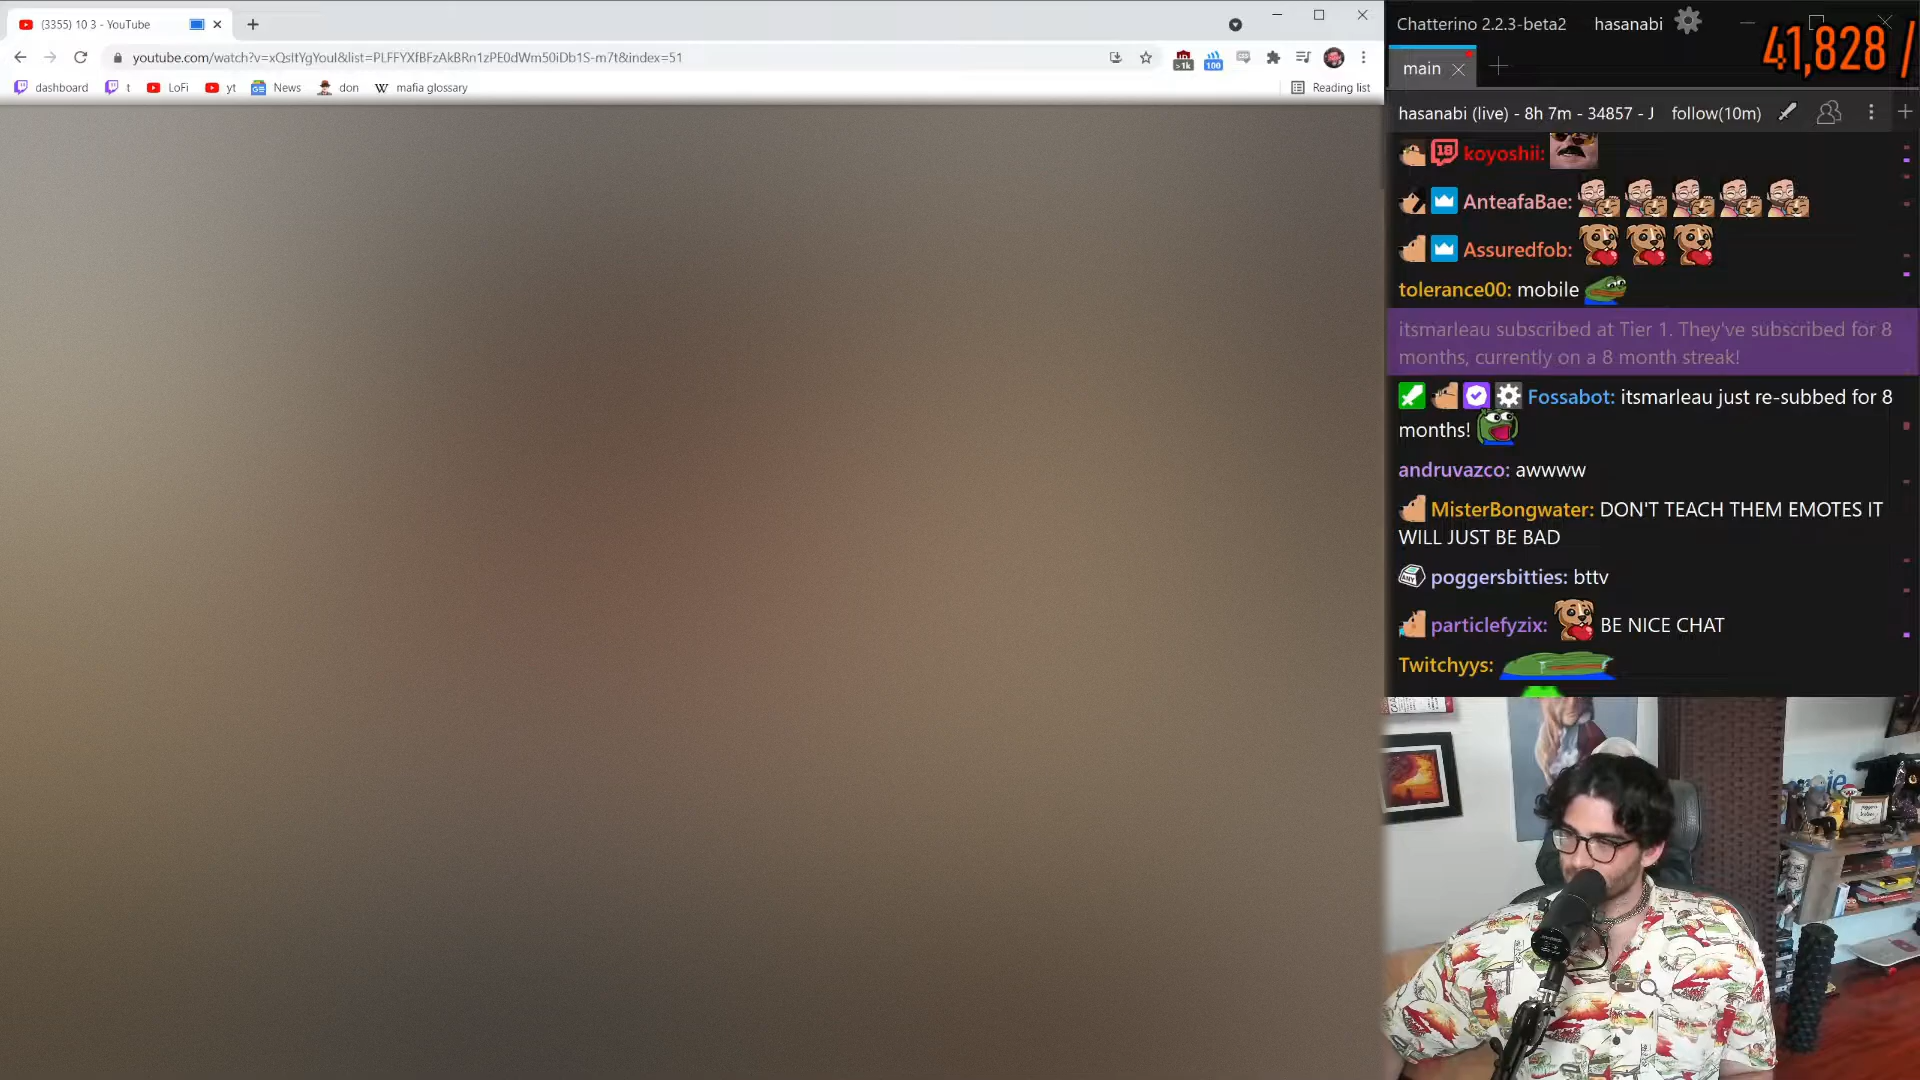 (3355) 10 3 - YouTube
youtube.com/watch?v=xQsItYgYouI&list=PLFFYXfBFzAkBRn1zPE0dWm50iDb1S-m7t&index=51
>1k
100
dashboard
t
LoFi
yt
News
don
W
mafia glossary
Reading list
Chatterino 2.2.3-beta2
hasanabi
41,828 /
main
hasanabi (live) - 8h 7m - 34857 - J
follow(10m)
18 koyoshii:
AnteafaBae:
Assuredfob:
tolerance00: mobile
itsmarleau subscribed at Tier 1. They've subscribed for 8
months, currently on a 8 month streak!
Fossabot: itsmarleau just re-subbed for 8
months!
andruvazco: awwww
MisterBongwater: DON'T TEACH THEM EMOTES IT
WILL JUST BE BAD
poggersbitties: bttv
particlefyzix: BE NICE CHAT
Twitchyys: